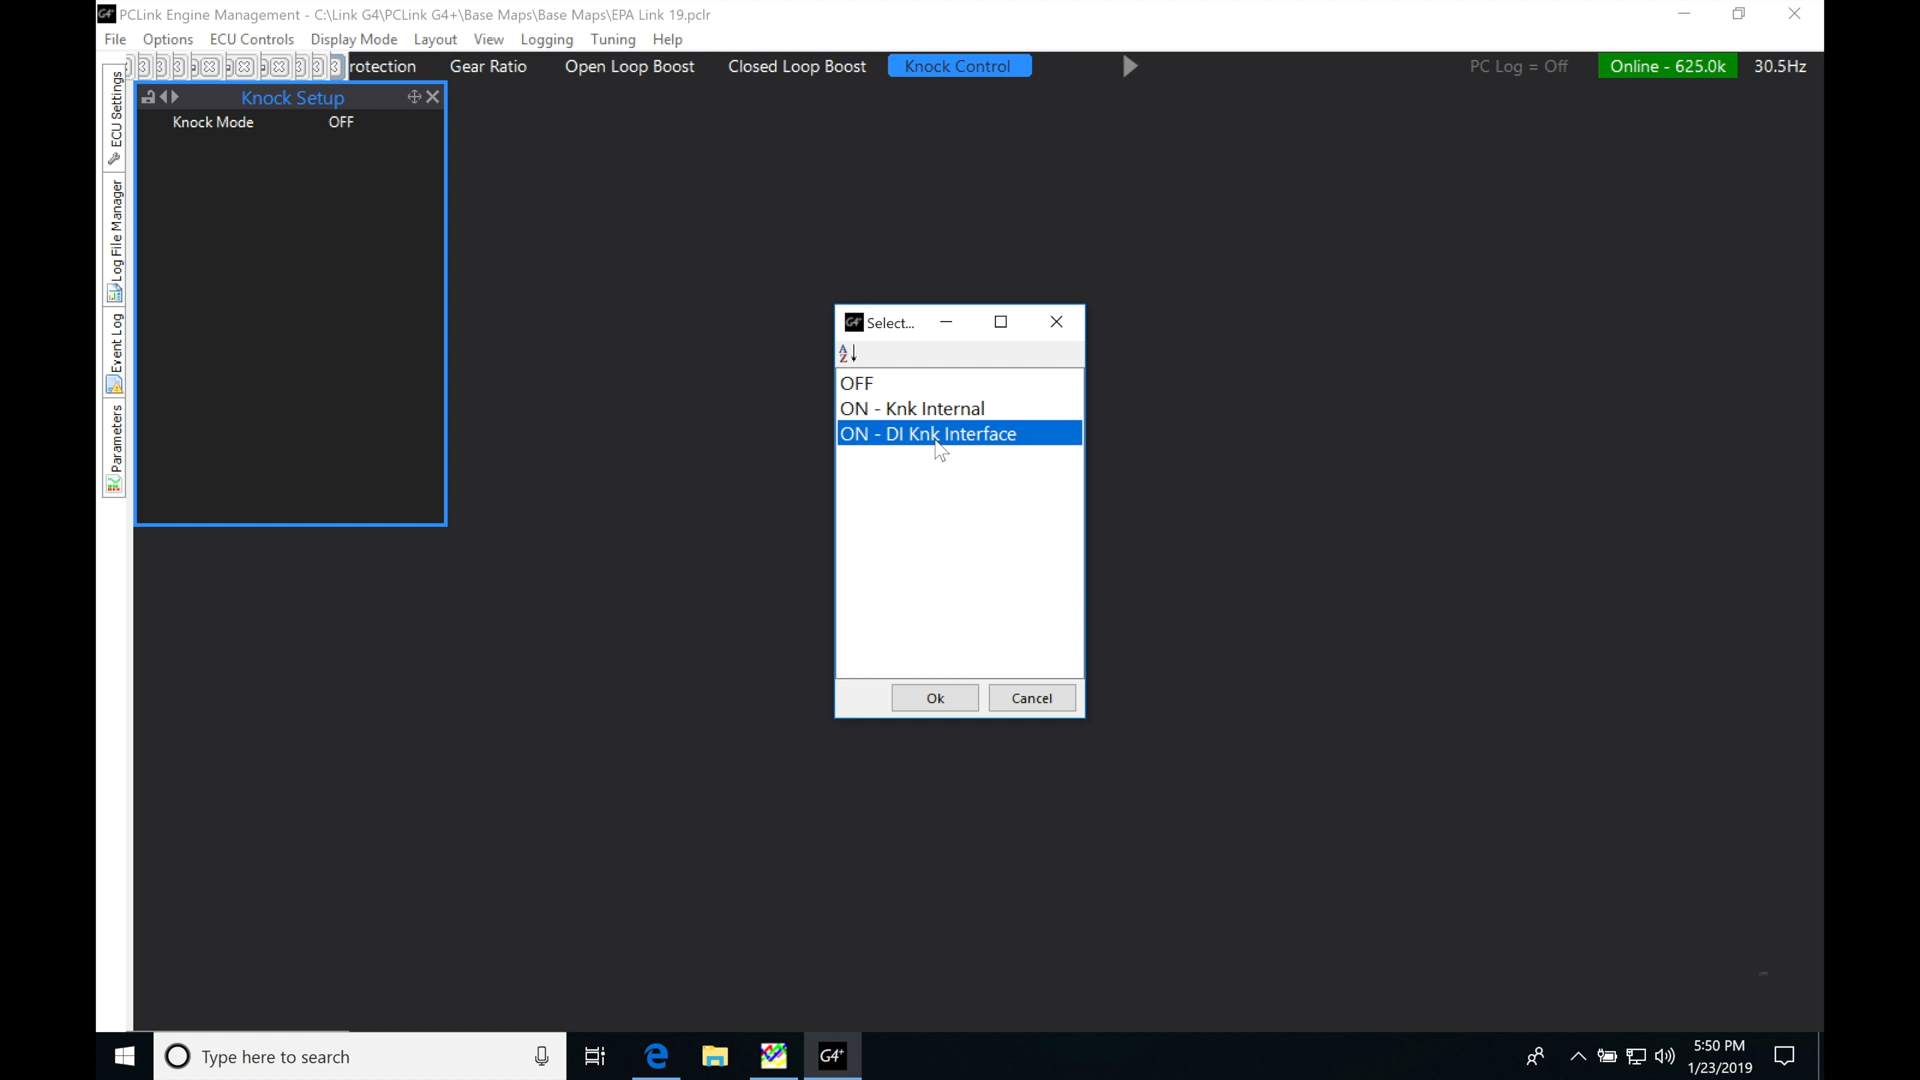 G4+ PCLink Engine Management - C:\Link G4\PCLink G4+\Base Maps\Base Maps\EPA Link 19.pclr
File Options ECU Controls Display Mode Layout View Logging Tuning Help
rotection Gear Ratio Open Loop Boost Closed Loop Boost Knock Control PC Log = Off Online - 625.0k 30.5Hz
ECU Settings
Log File Manager
Event Log
Parameters
Knock Setup
Knock Mode OFF
G4+ Select...
AZ
OFF
ON - Knk Internal
ON - DI Knk Interface
Ok Cancel
Type here to search
G4+
5:50 PM
1/23/2019